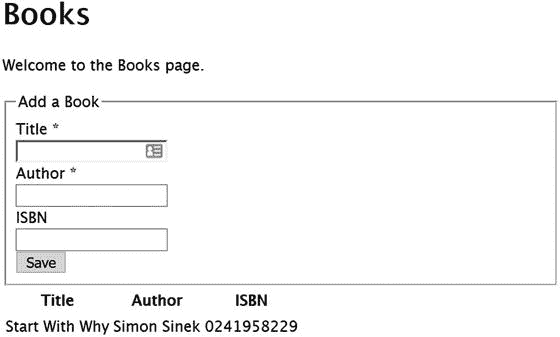 Books
Welcome to the Books page.
Add a Book
Title *
Author *
ISBN
Save
Title Author ISBN
Start With Why Simon Sinek 0241958229